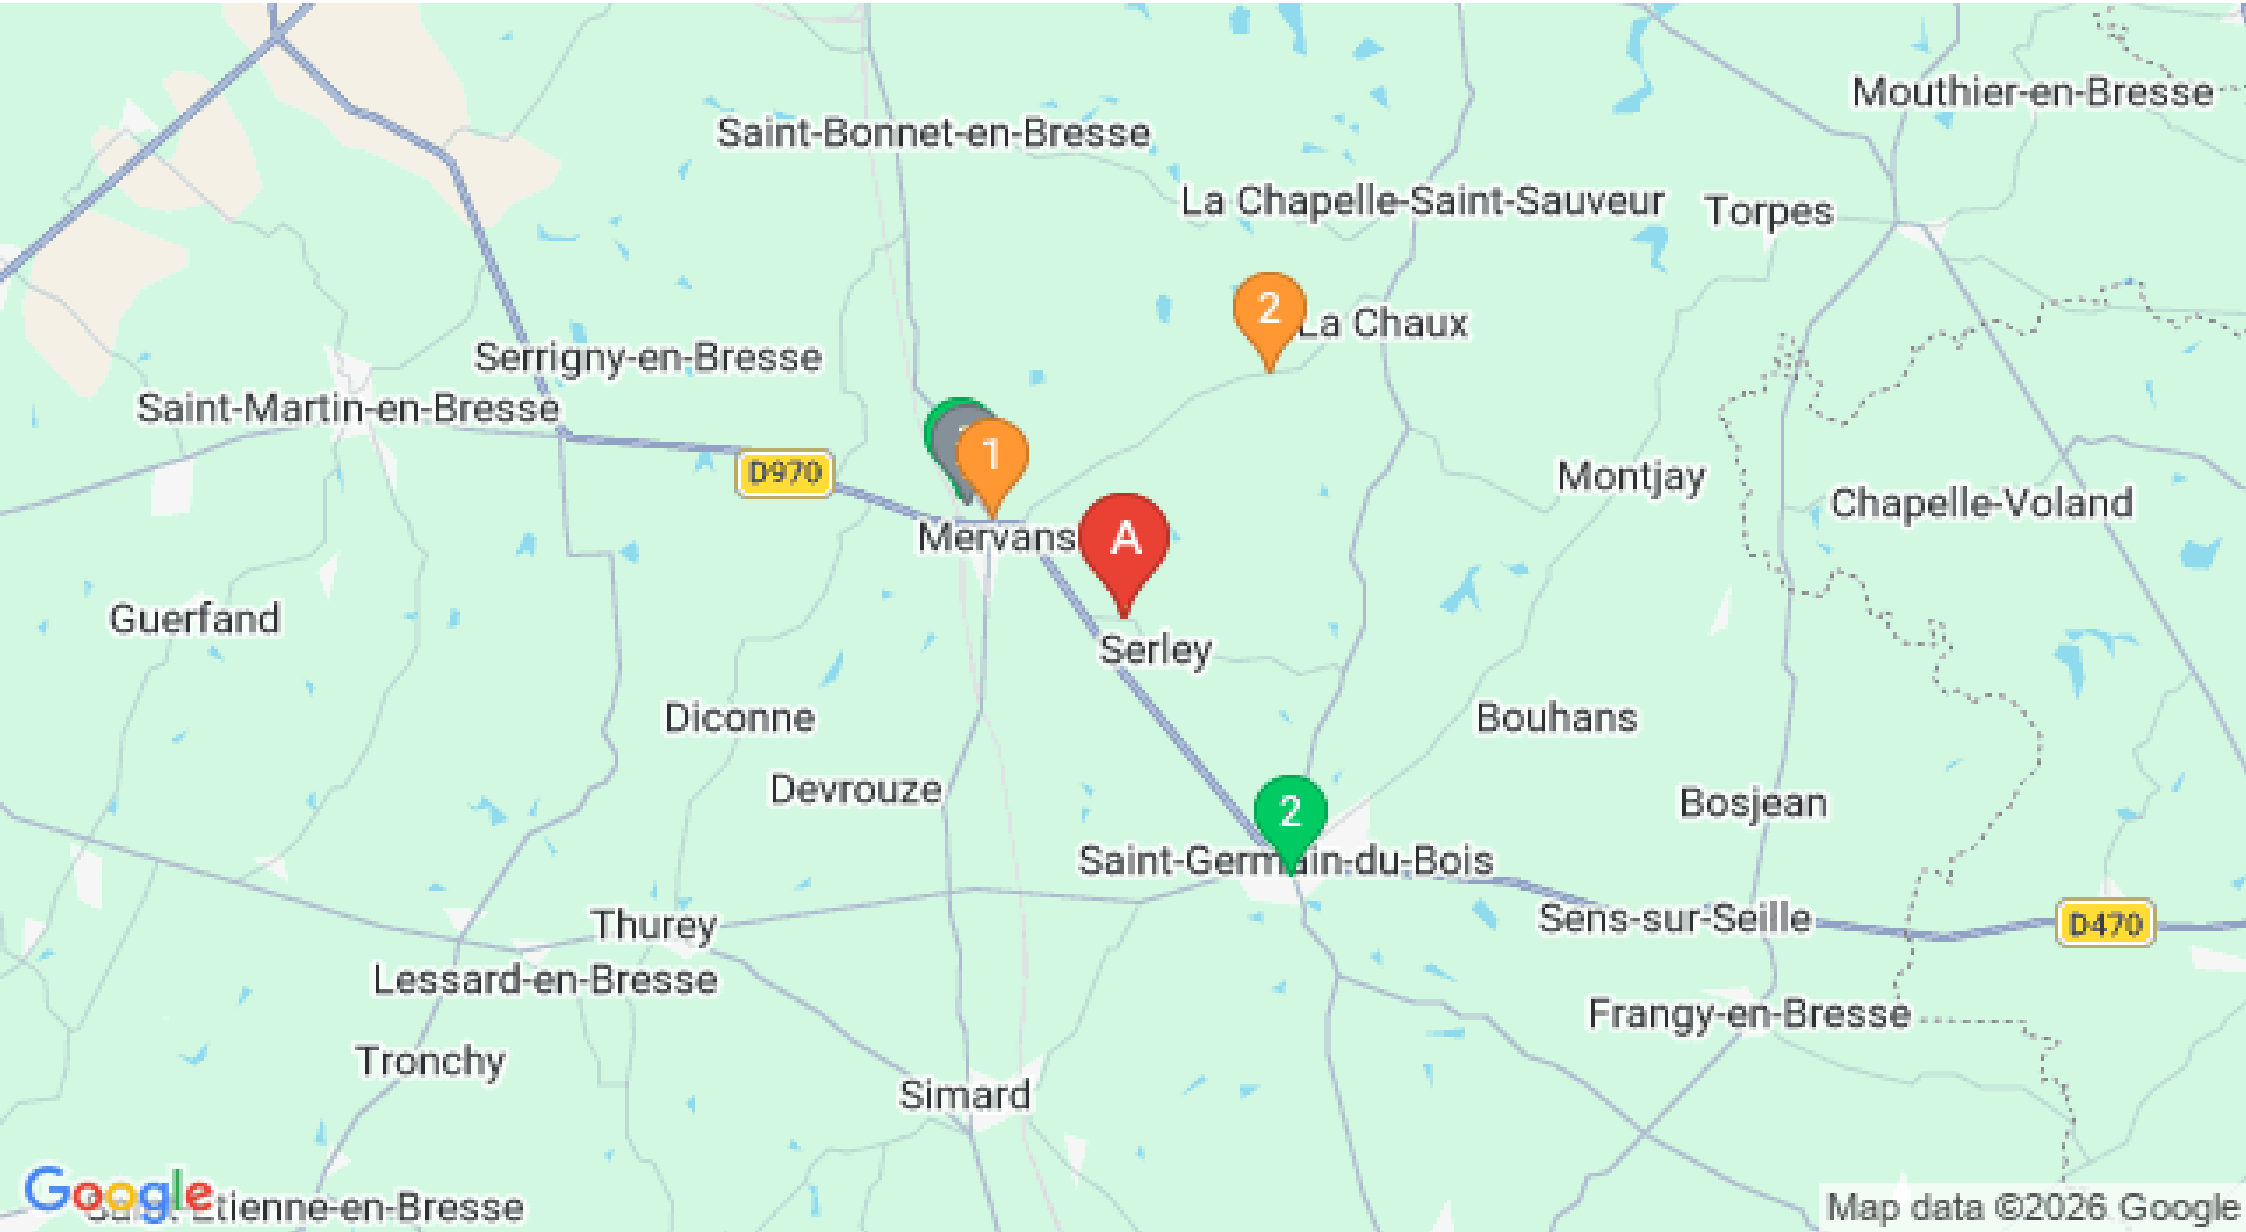 Mouthier-en-Bresse
Saint-Bonnet-en-Bresse
La Chapelle-Saint-Sauveur
Torpes
2
La Chaux
Serrigny-en-Bresse
Saint-Martin-en-Bresse
1
D970
Montjay
Chapelle-Voland
Mervans
A
Guerfand
Serley
Diconne
Bouhans
Devrouze
2
Bosjean
Saint-Germain-du-Bois
Thurey
Sens-sur-Seille
D470
Lessard-en-Bresse
Frangy-en-Bresse
Tronchy
Simard
Google
Etienne-en-Bresse
Map data ©2026 Google